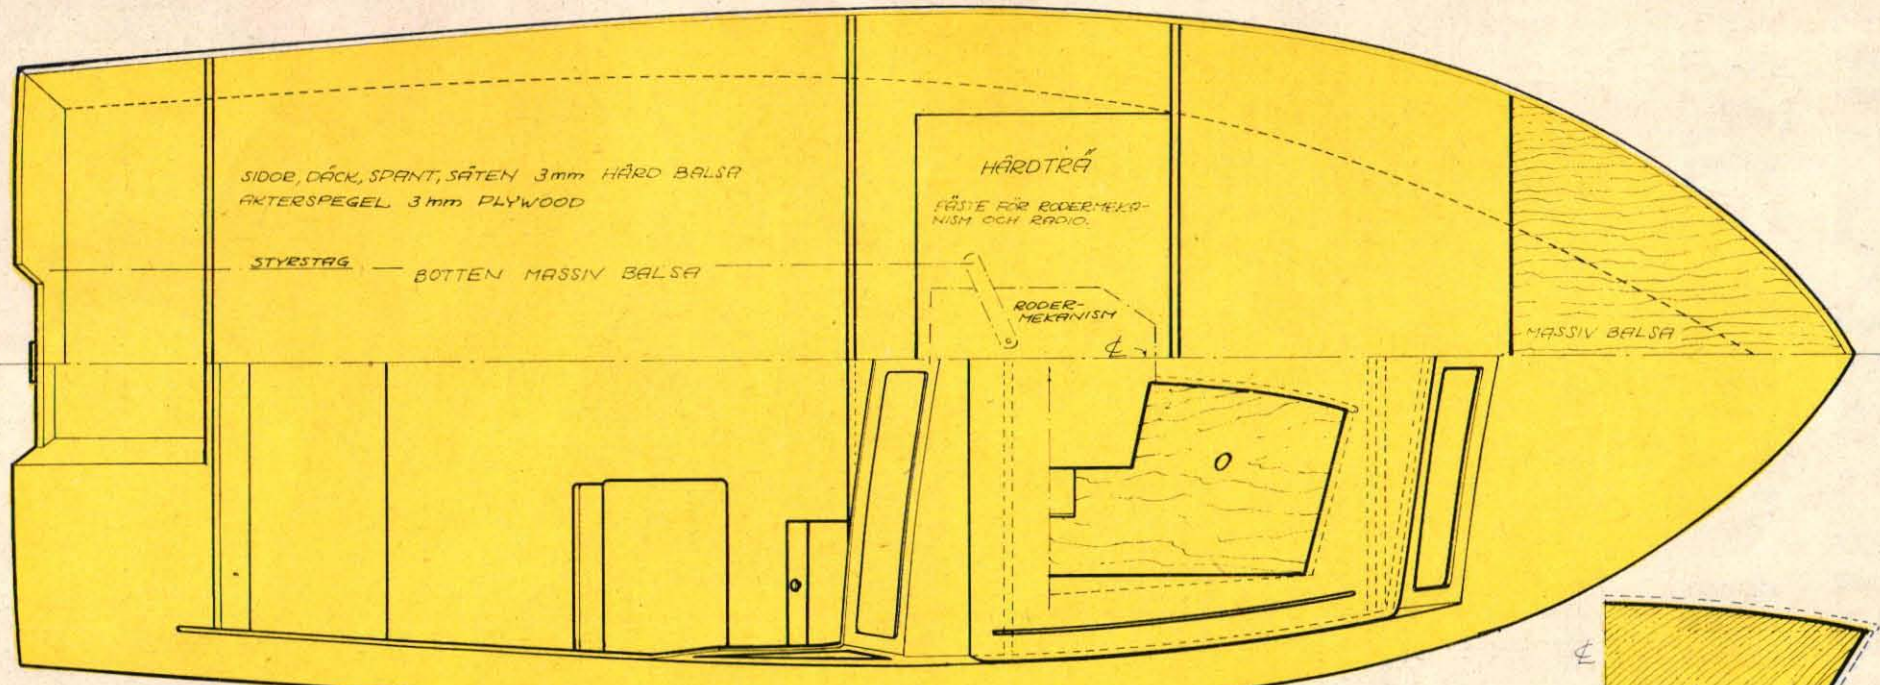 SIDOR, DÄCK, SPANT, SÄTEN 3mm HÅRD BALSA
AKTERSPEGEL 3mm PLYWOOD
STYRSTAG
BOTTEN MASSIV BALSA
HÅRDTRÄ
FÄSTE FÖR RODERMEKA-
NISM OCH RADIO.
RODER-
MEKANISM
℄
MASSIV BALSA
℄